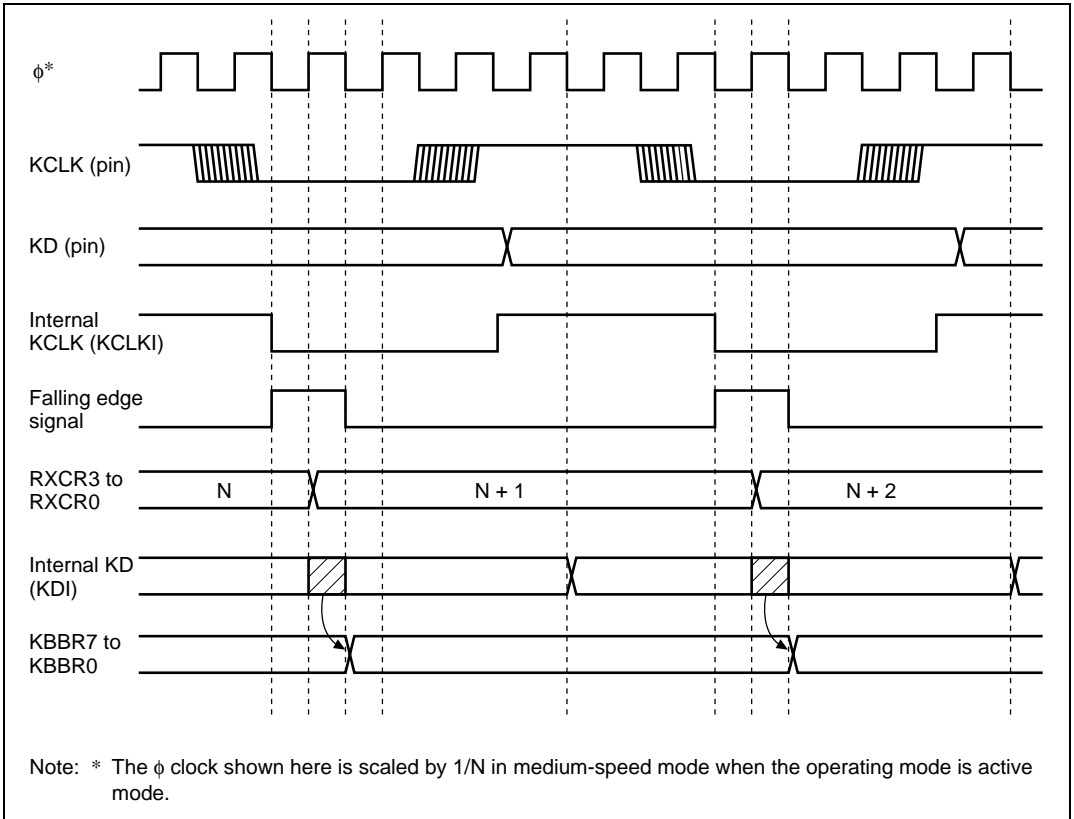 ϕ*
KCLK (pin)
KD (pin)
Internal
KCLK (KCLKI)
Falling edge
signal
RXCR3 to
RXCR0
N
N + 1
N + 2
Internal KD
(KDI)
KBBR7 to
KBBR0
Note: * The ϕ clock shown here is scaled by 1/N in medium-speed mode when the operating mode is active
mode.